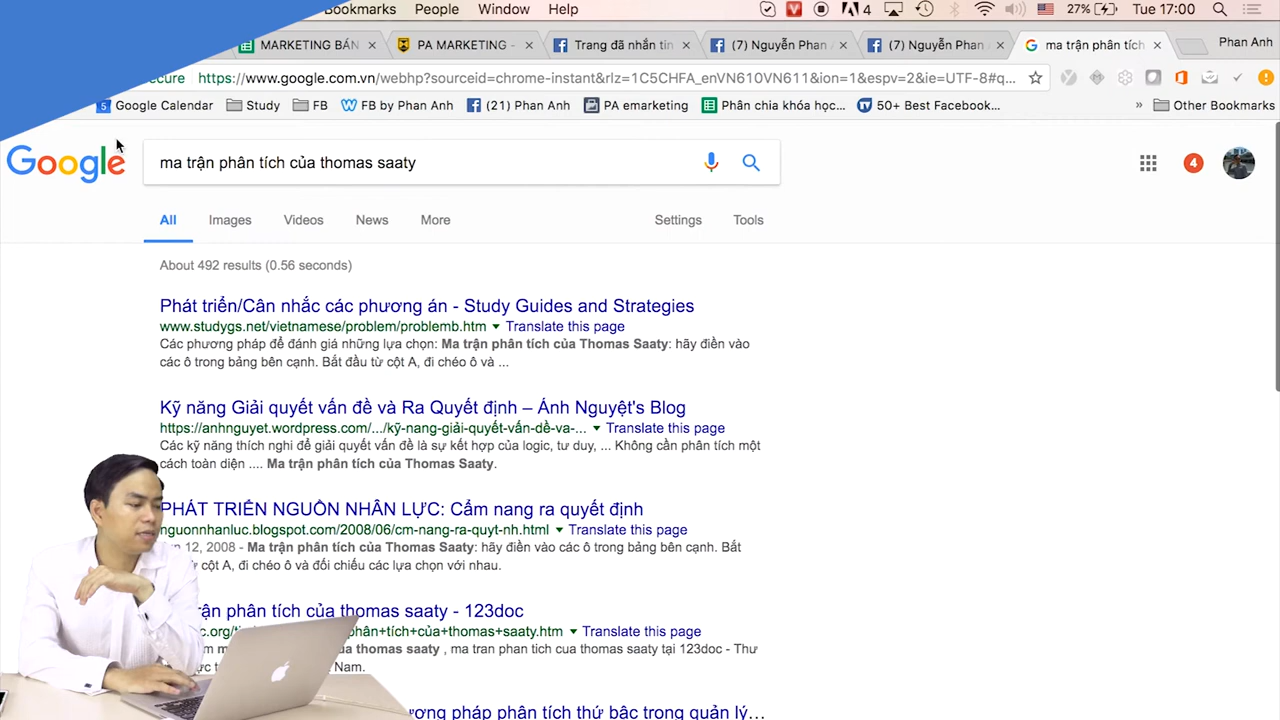 Bookmarks People Window Help 4 27% Tue 17:00
MARKETING BÁN PA MARKETING - Trang đã nhắn tin (7) Nguyễn Phan (7) Nguyễn Phan ma trận phân tích Phan Anh
https://www.google.com.vn/webhp?sourceid=chrome-instant&rlz=1C5CHFA_enVN610VN611&ion=1&espv=2&ie=UTF-8#q...
5 Google Calendar Study FB FB by Phan Anh (21) Phan Anh PA emarketing Phân chia khóa học... 50+ Best Facebook... » Other Bookmarks
Google ma trận phân tích của thomas saaty 4
All Images Videos News More Settings Tools
About 492 results (0.56 seconds)
Phát triển/Cân nhắc các phương án - Study Guides and Strategies
www.studygs.net/vietnamese/problem/problemb.htm Translate this page
Các phương pháp để đánh giá những lựa chọn: Ma trận phân tích của Thomas Saaty: hãy điền vào
các ô trong bảng bên cạnh. Bắt đầu từ cột A, đi chéo ô và ...
Kỹ năng Giải quyết vấn đề và Ra Quyết định – Ánh Nguyệt's Blog
https://anhnguyet.wordpress.com/.../kỹ-nang-giải-quyết-vấn-dề-va-... Translate this page
Các kỹ năng thích nghi để giải quyết vấn đề là sự kết hợp của logic, tư duy, ... Không cần phân tích một
cách toàn diện .... Ma trận phân tích của Thomas Saaty.
PHÁT TRIỂN NGUỒN NHÂN LỰC: Cẩm nang ra quyết định
nguonnhanluc.blogspot.com/2008/06/cm-nang-ra-quyt-nh.html Translate this page
12, 2008 - Ma trận phân tích của Thomas Saaty: hãy điền vào các ô trong bảng bên cạnh. Bắt
từ cột A, đi chéo ô và đối chiếu các lựa chọn với nhau.
trận phân tích của thomas saaty - 123doc
phân+tích+của+thomas+saaty.htm Translate this page
thomas saaty , ma tran phan tich cua thomas saaty tại 123doc - Thư
Nam.
pháp phân tích thứ bậc trong quản lý...